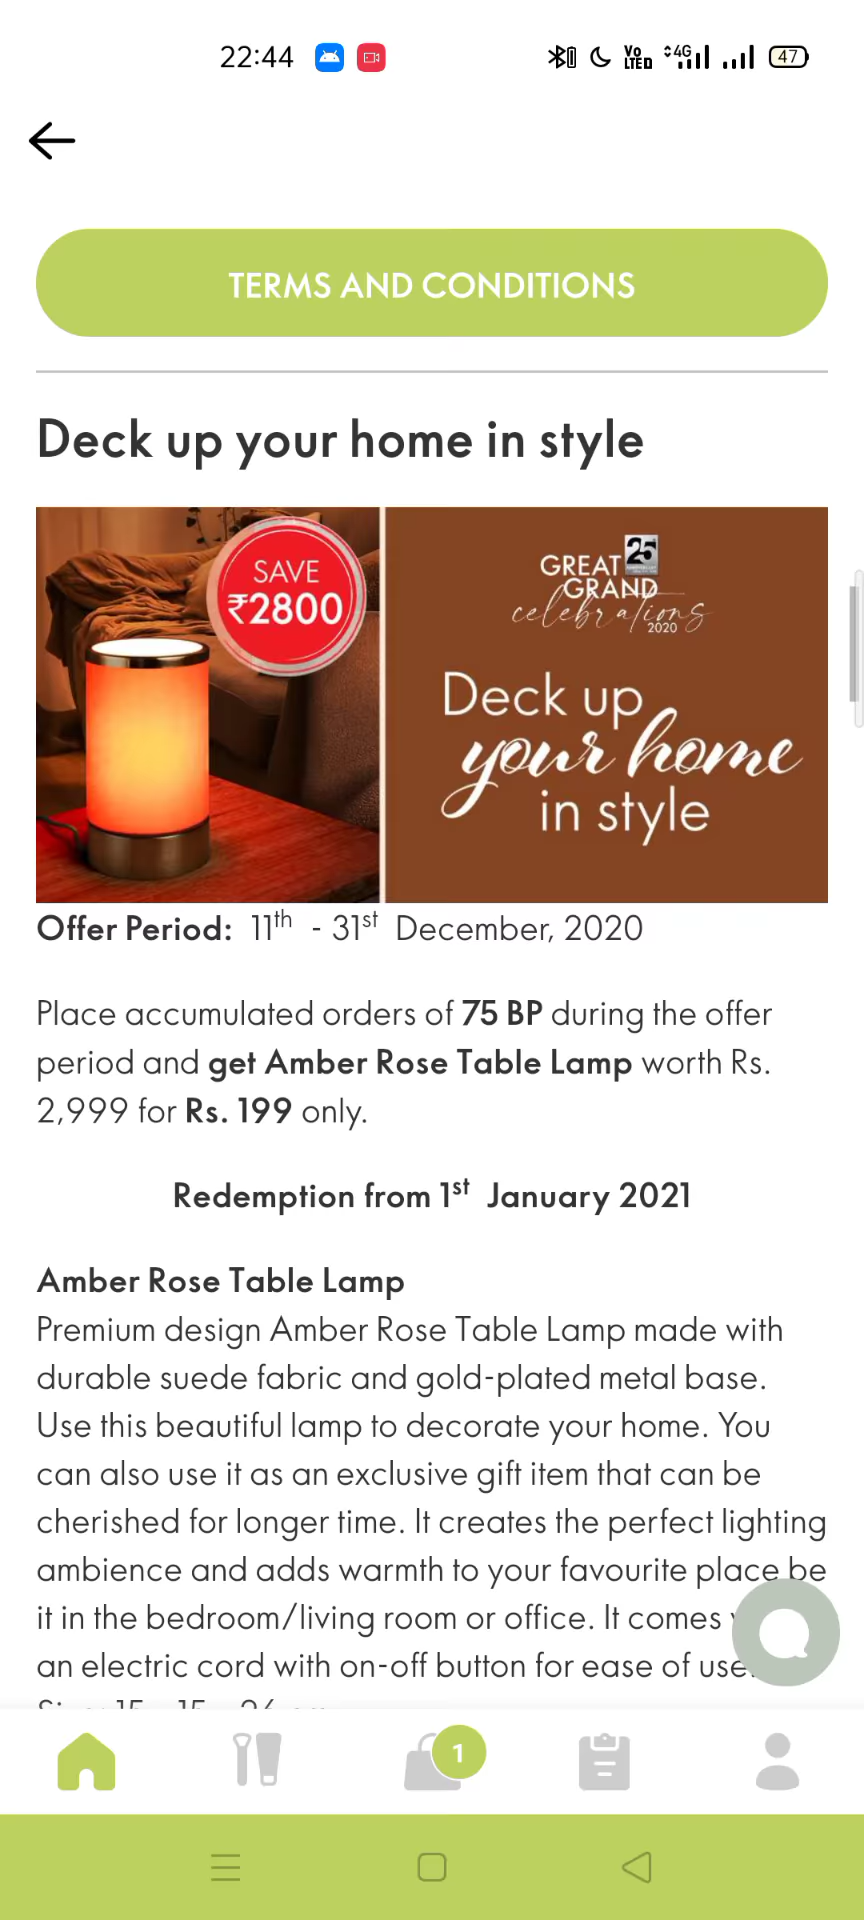 22:44
VO LTED
4G
47
TERMS AND CONDITIONS
Deck up your home in style
SAVE
₹2800
25
GREAT
GRAND
celebrations
2020
Deck up
your home
in style
Offer Period: 11th - 31st December, 2020
Place accumulated orders of 75 BP during the offer
period and get Amber Rose Table Lamp worth Rs.
2,999 for Rs. 199 only.
Redemption from 1st January 2021
Amber Rose Table Lamp
Premium design Amber Rose Table Lamp made with
durable suede fabric and gold-plated metal base.
Use this beautiful lamp to decorate your home. You
can also use it as an exclusive gift item that can be
cherished for longer time. It creates the perfect lighting
ambience and adds warmth to your favourite place be
it in the bedroom/living room or office. It comes
an electric cord with on-off button for ease of use.
1